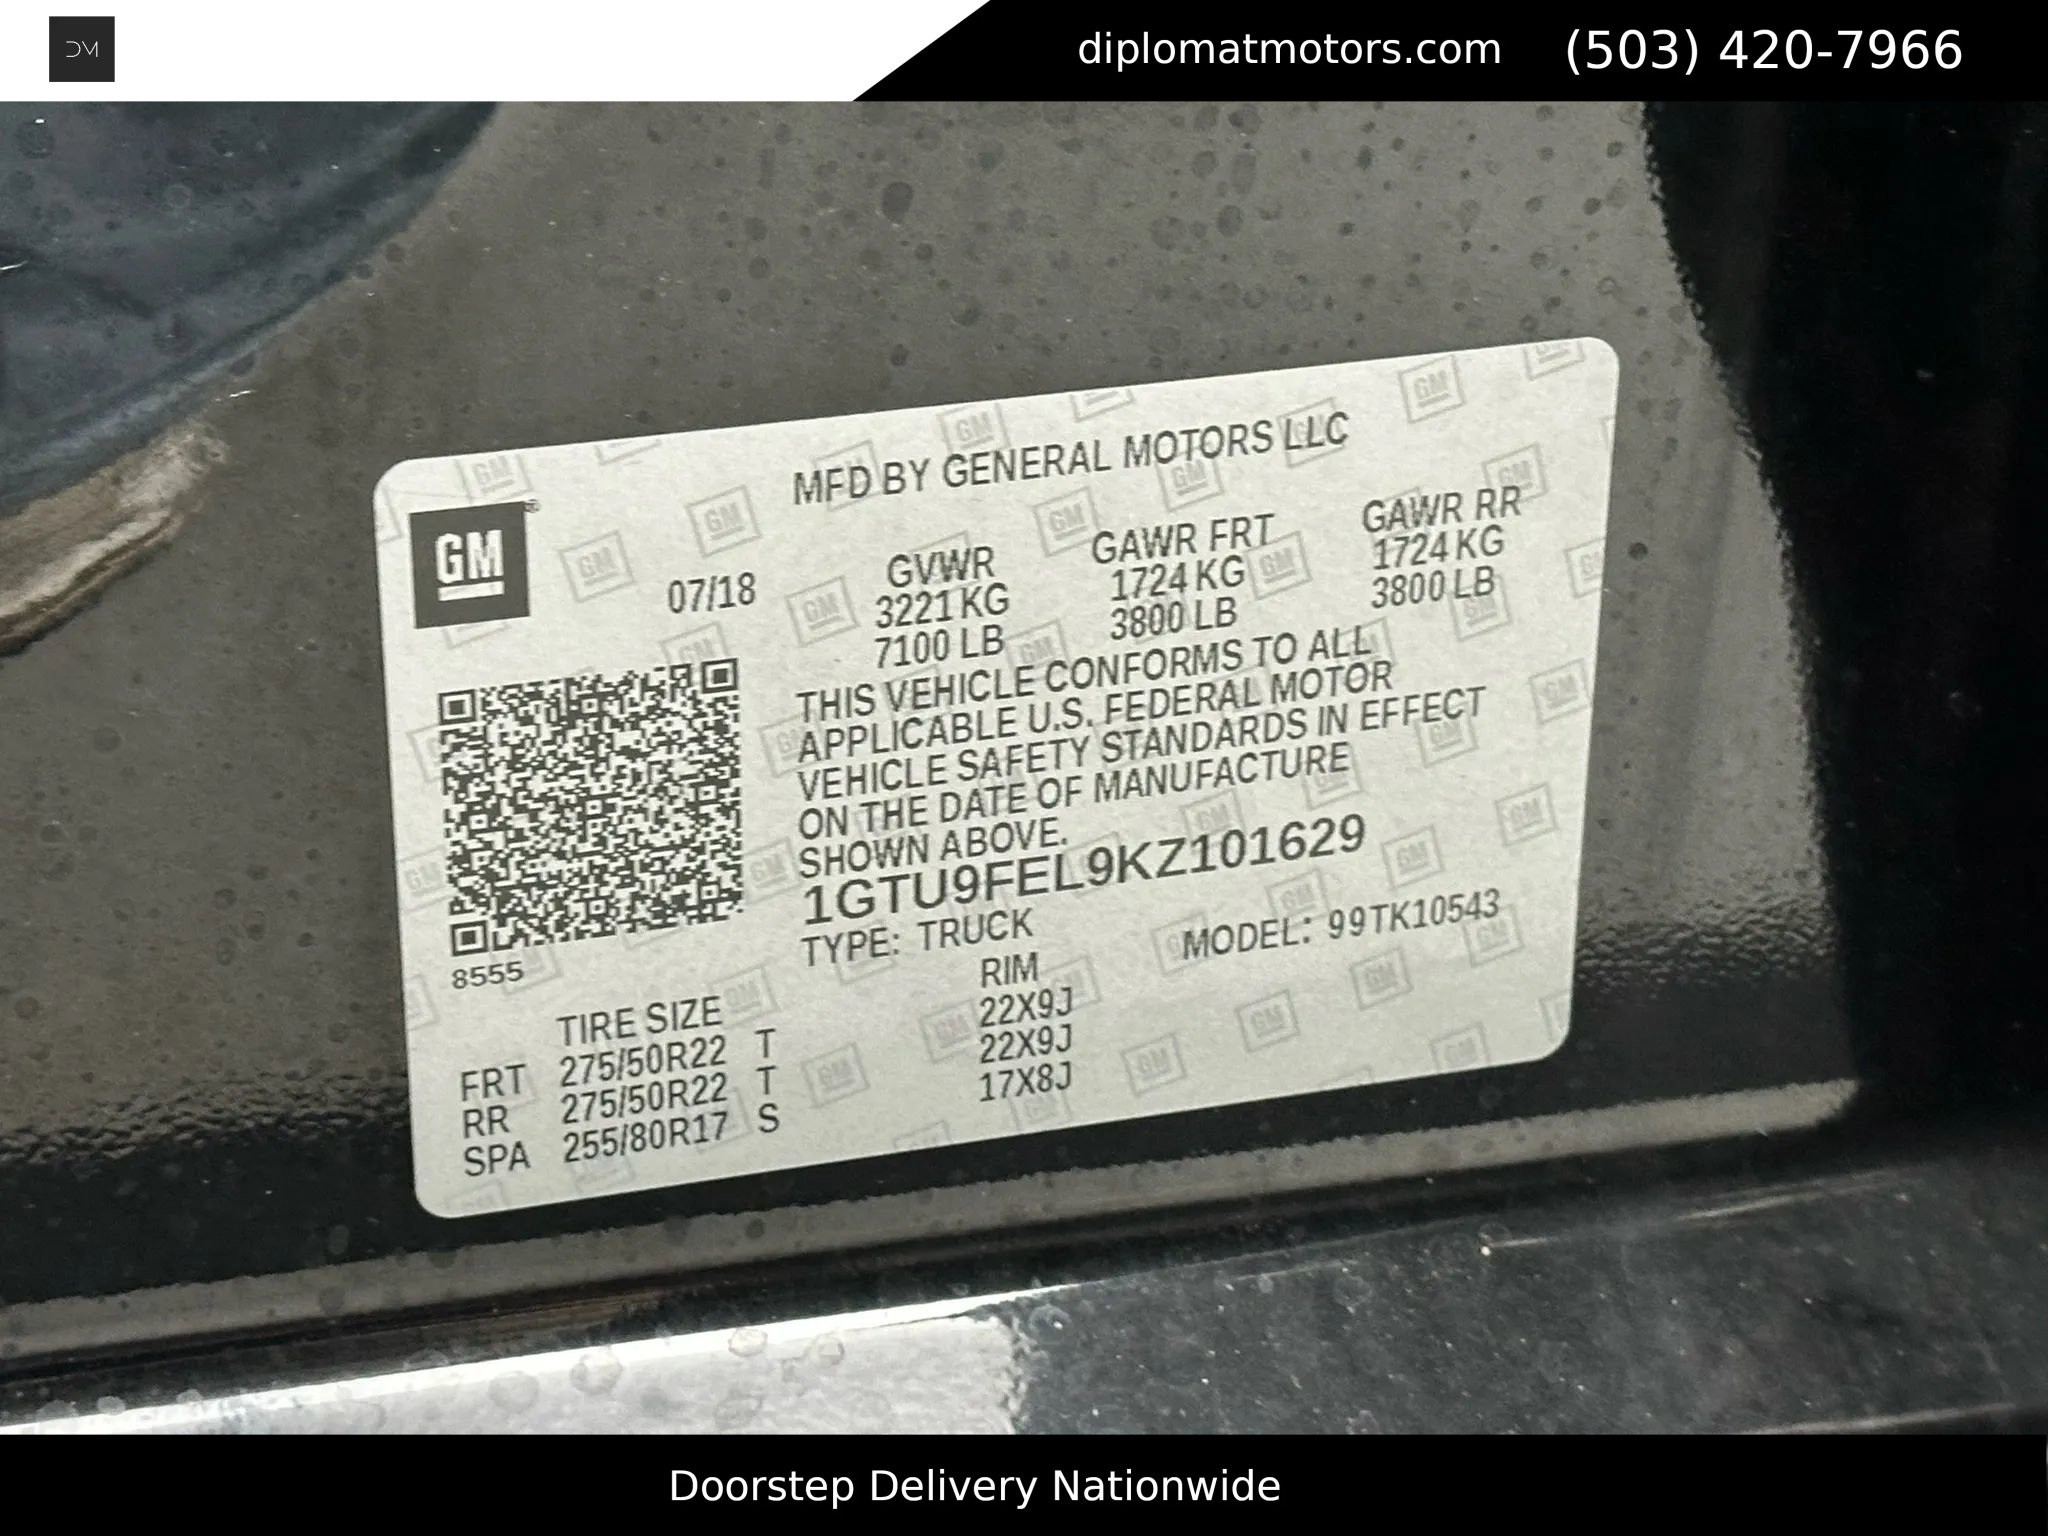 DM
diplomatmotors.com (503) 420-7966
MFD BY GENERAL MOTORS LLC
GM ®
07/18
GVWR GAWR FRT GAWR RR
3221 KG 1724 KG 1724 KG
7100 LB 3800 LB 3800 LB
THIS VEHICLE CONFORMS TO ALL
APPLICABLE U.S. FEDERAL MOTOR
VEHICLE SAFETY STANDARDS IN EFFECT
ON THE DATE OF MANUFACTURE
SHOWN ABOVE.
1GTU9FEL9KZ101629
TYPE: TRUCK MODEL: 99TK10543
8555
TIRE SIZE RIM
FRT 275/50R22 T 22X9J
RR 275/50R22 T 22X9J
SPA 255/80R17 S 17X8J
Doorstep Delivery Nationwide